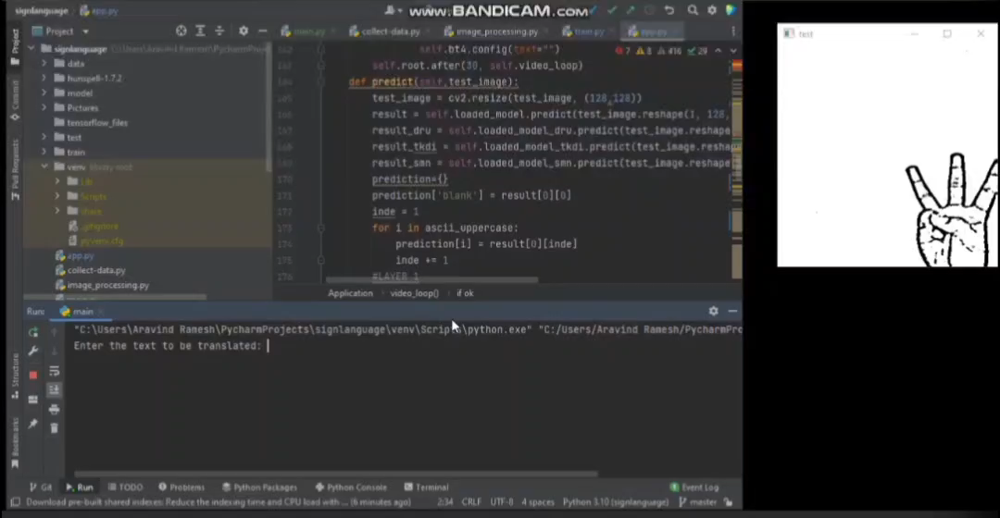 signlanguage app.py
www.BANDICAM.com
Project
main.py collect-data.py image_processing.py train.py app.py
signlanguage
data
hunspell-1.7.2
model
Pictures
tensorflow_files
test
train
venv library root
Lib
Scripts
share
.gitignore
pyvenv.cfg
app.py
collect-data.py
image_processing.py
self.bt4.config(text="")
163 self.root.after(30, self.video_loop)
164 def predict(self,test_image):
165 test_image = cv2.resize(test_image, (128,128))
166 result = self.loaded_model.predict(test_image.reshape(1, 128,
167 result_dru = self.loaded_model_dru.predict(test_image.reshape
168 result_tkdi = self.loaded_model_tkdi.predict(test_image.resha
169 result_smn = self.loaded_model_smn.predict(test_image.reshape
170 prediction={}
171 prediction['blank'] = result[0][0]
172 inde = 1
173 for i in ascii_uppercase:
174 prediction[i] = result[0][inde]
175 inde += 1
176 #LAYER 1
7 8 416 29
Application video_loop() if ok
Project
Commit
Pull Requests
Structure
Bookmarks
test
Run: main
"C:\Users\Aravind Ramesh\PycharmProjects\signlanguage\venv\Scripts\python.exe" "C:/Users/Aravind Ramesh/PycharmPro
Enter the text to be translated:
Git Run TODO Problems Python Packages Python Console Terminal Event Log
Download pre-built shared indexes: Reduce the indexing time and CPU load with ... (6 minutes ago) 2:34 CRLF UTF-8 4 spaces Python 3.10 (signlanguage) master